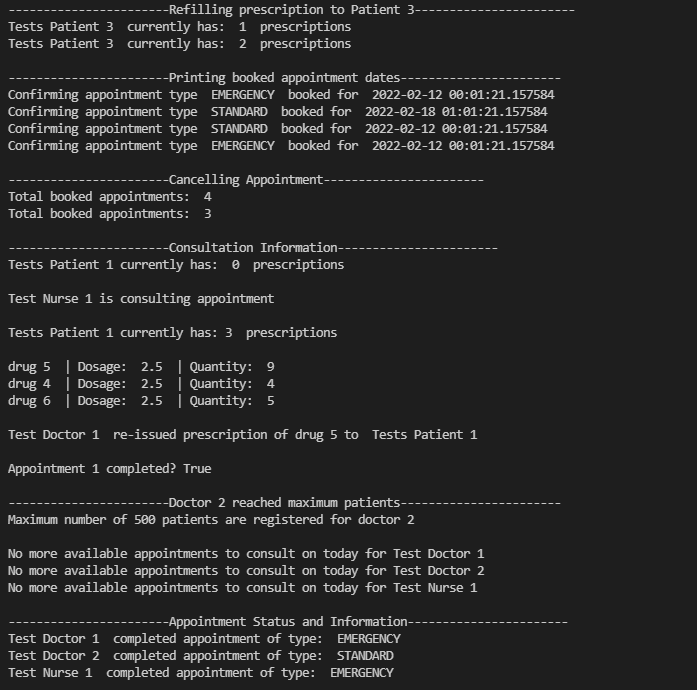 -----------------------Refilling prescription to Patient 3-----------------------
Tests Patient 3  currently has:  1  prescriptions
Tests Patient 3  currently has:  2  prescriptions
-----------------------Printing booked appointment dates-----------------------
Confirming appointment type  EMERGENCY  booked for  2022-02-12 00:01:21.157584
Confirming appointment type  STANDARD  booked for  2022-02-18 01:01:21.157584
Confirming appointment type  STANDARD  booked for  2022-02-12 00:01:21.157584
Confirming appointment type  EMERGENCY  booked for  2022-02-12 00:01:21.157584
-----------------------Cancelling Appointment-----------------------
Total booked appointments:  4
Total booked appointments:  3
-----------------------Consultation Information-----------------------
Tests Patient 1 currently has:  0  prescriptions
Test Nurse 1 is consulting appointment
Tests Patient 1 currently has: 3  prescriptions
drug 5  | Dosage:  2.5  | Quantity:  9
drug 4  | Dosage:  2.5  | Quantity:  4
drug 6  | Dosage:  2.5  | Quantity:  5
Test Doctor 1  re-issued prescription of drug 5 to  Tests Patient 1
Appointment 1 completed? True
-----------------------Doctor 2 reached maximum patients-----------------------
Maximum number of 500 patients are registered for doctor 2
No more available appointments to consult on today for Test Doctor 1
No more available appointments to consult on today for Test Doctor 2
No more available appointments to consult on today for Test Nurse 1
-----------------------Appointment Status and Information-----------------------
Test Doctor 1  completed appointment of type:  EMERGENCY
Test Doctor 2  completed appointment of type:  STANDARD
Test Nurse 1  completed appointment of type:  EMERGENCY